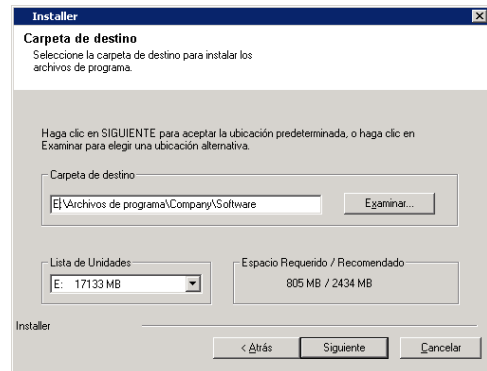 Installer
Carpeta de destino
Seleccione la carpeta de destino para instalar los
archivos de programa.
Haga clic en SIGUIENTE para aceptar la ubicación predeterminada, o haga clic en
Examinar para elegir una ubicación alternativa.
Carpeta de destino
E:\Archivos de programa\Company\Software
Examinar...
Lista de Unidades
E: 17133 MB
Espacio Requerido / Recomendado
805 MB / 2434 MB
Installer
< Atrás
Siguiente
Cancelar